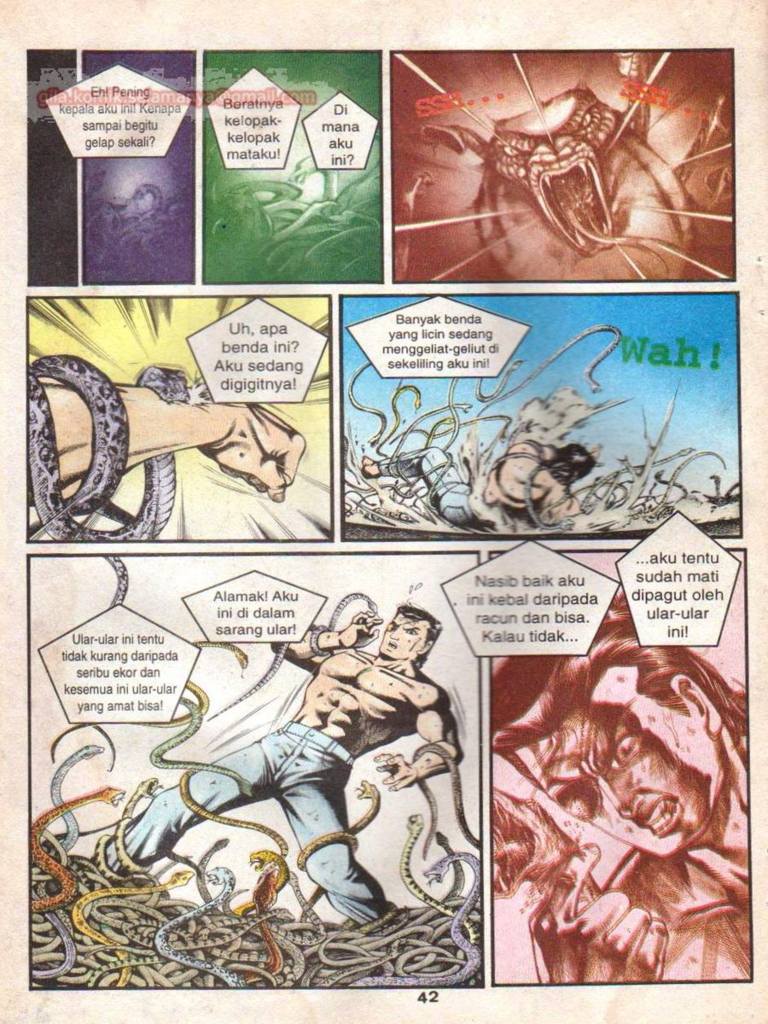 Eh! Pening
kepala aku ini! Kenapa
sampai begitu
gelap sekali?
Beratnya
kelopak-
kelopak
mataku!
Di
mana
aku
ini?
SSH...
SSH...
Uh, apa
benda ini?
Aku sedang
digigitnya!
Banyak benda
yang licin sedang
menggeliat-geliut di
sekeliling aku ini!
Wah!
Ular-ular ini tentu
tidak kurang daripada
seribu ekor dan
kesemua ini ular-ular
yang amat bisa!
Alamak! Aku
ini di dalam
sarang ular!
Nasib baik aku
ini kebal daripada
racun dan bisa.
Kalau tidak...
...aku tentu
sudah mati
dipagut oleh
ular-ular
ini!
42